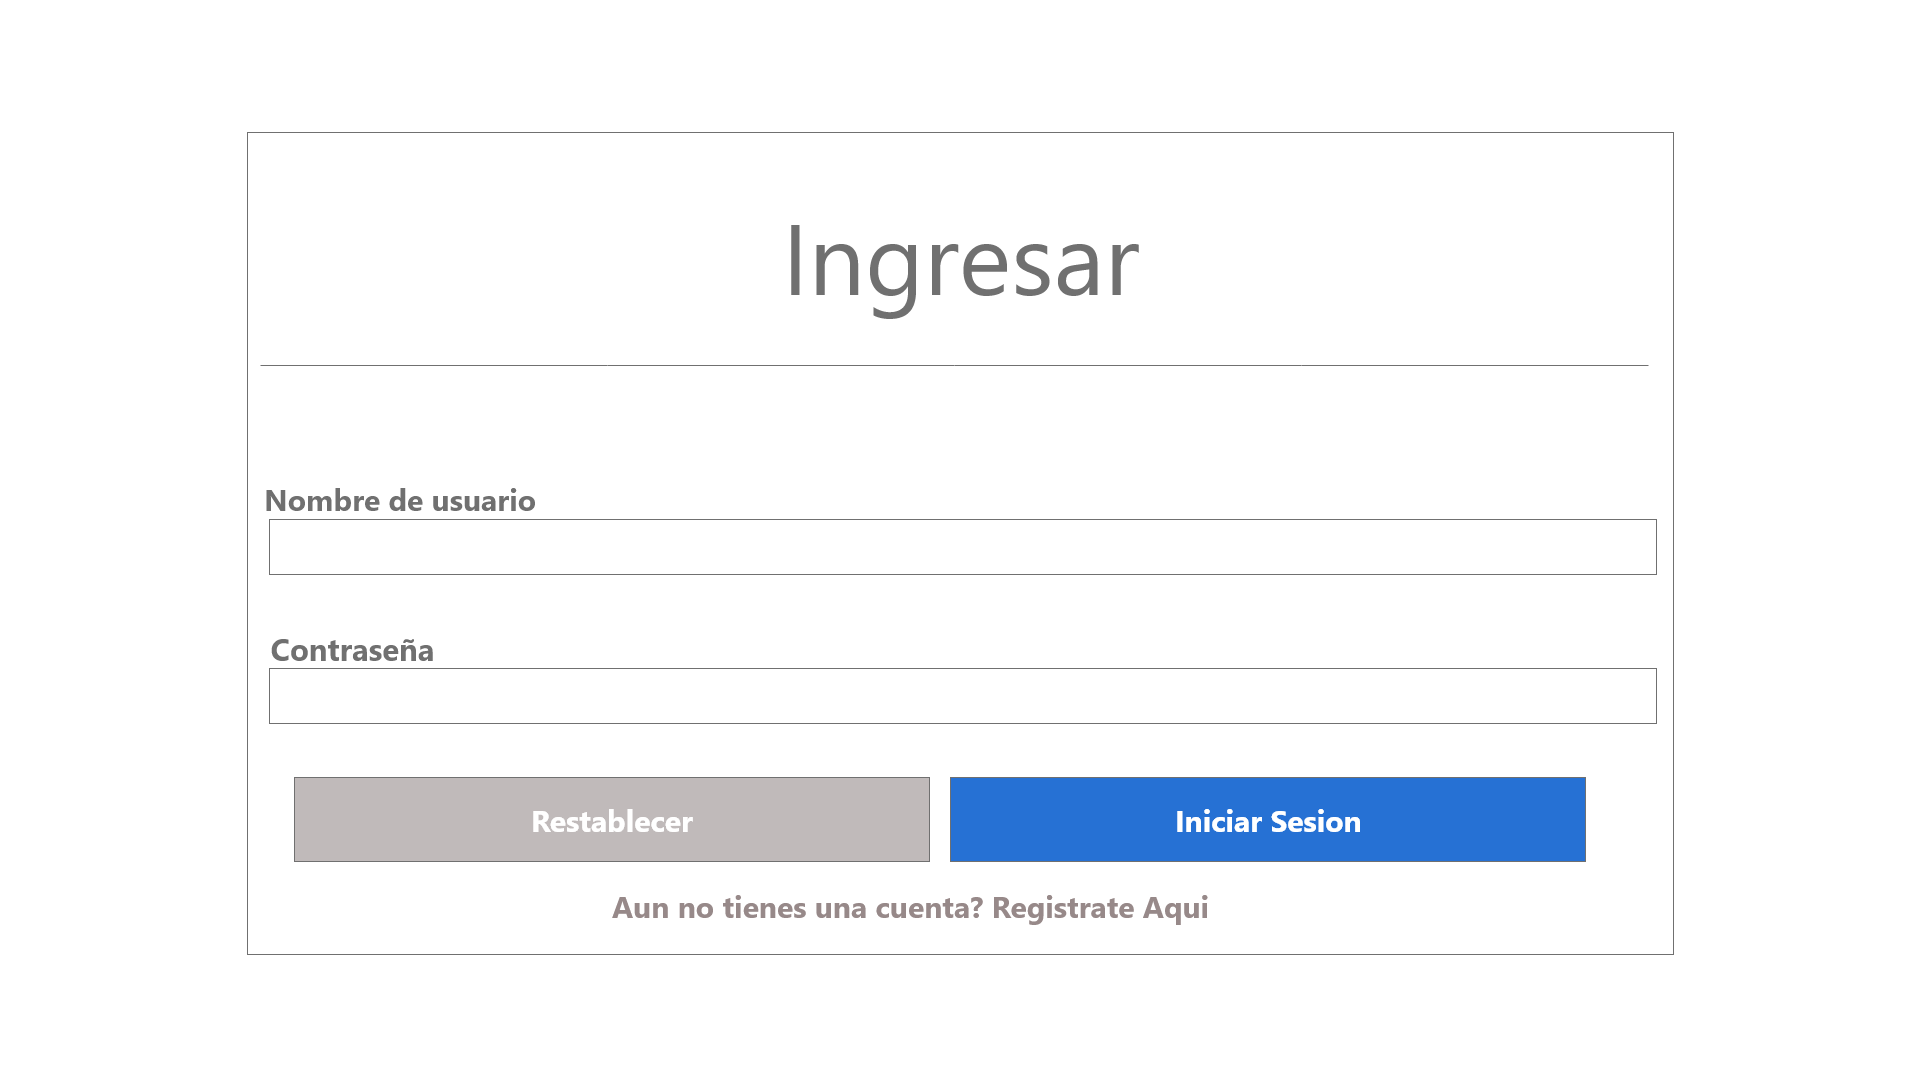 Ingresar
Nombre de usuario
Contraseña
Restablecer
Iniciar Sesion
Aun no tienes una cuenta? Registrate Aqui